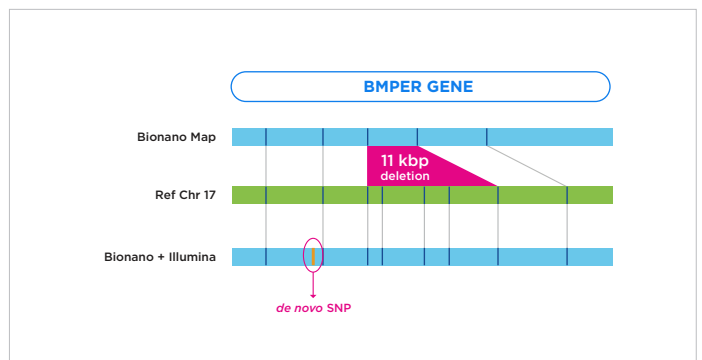 BMPER GENE
Bionano Map
11 kbp
deletion
Ref Chr 17
Bionano + Illumina
de novo SNP